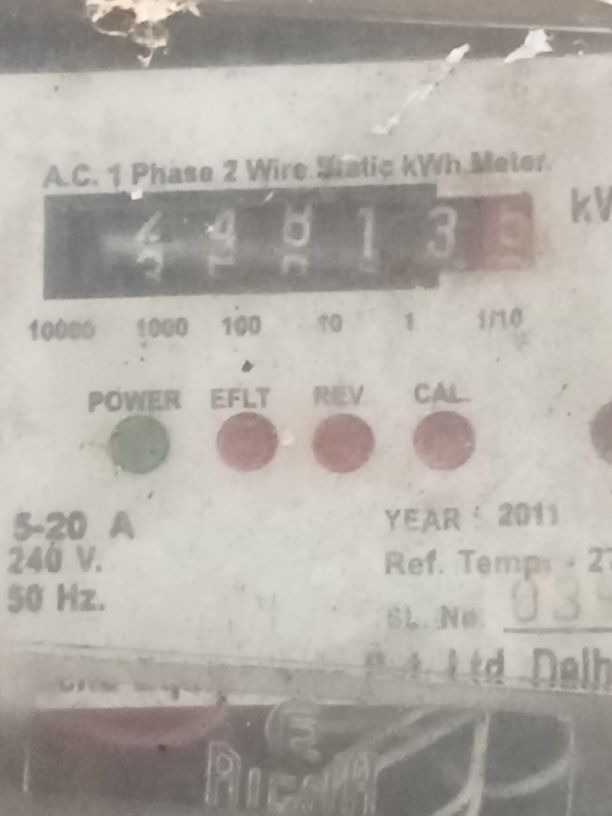 A.C. 1 Phase 2 Wire Static kWh Meter.
4 8 1 3
10000 1000 100 10 1 1/10
POWER EFLT REV. CAL.
5-20 A
240 V.
50 Hz.
YEAR : 2011
Ref. Temp.
SL. No.
Ltd Delh